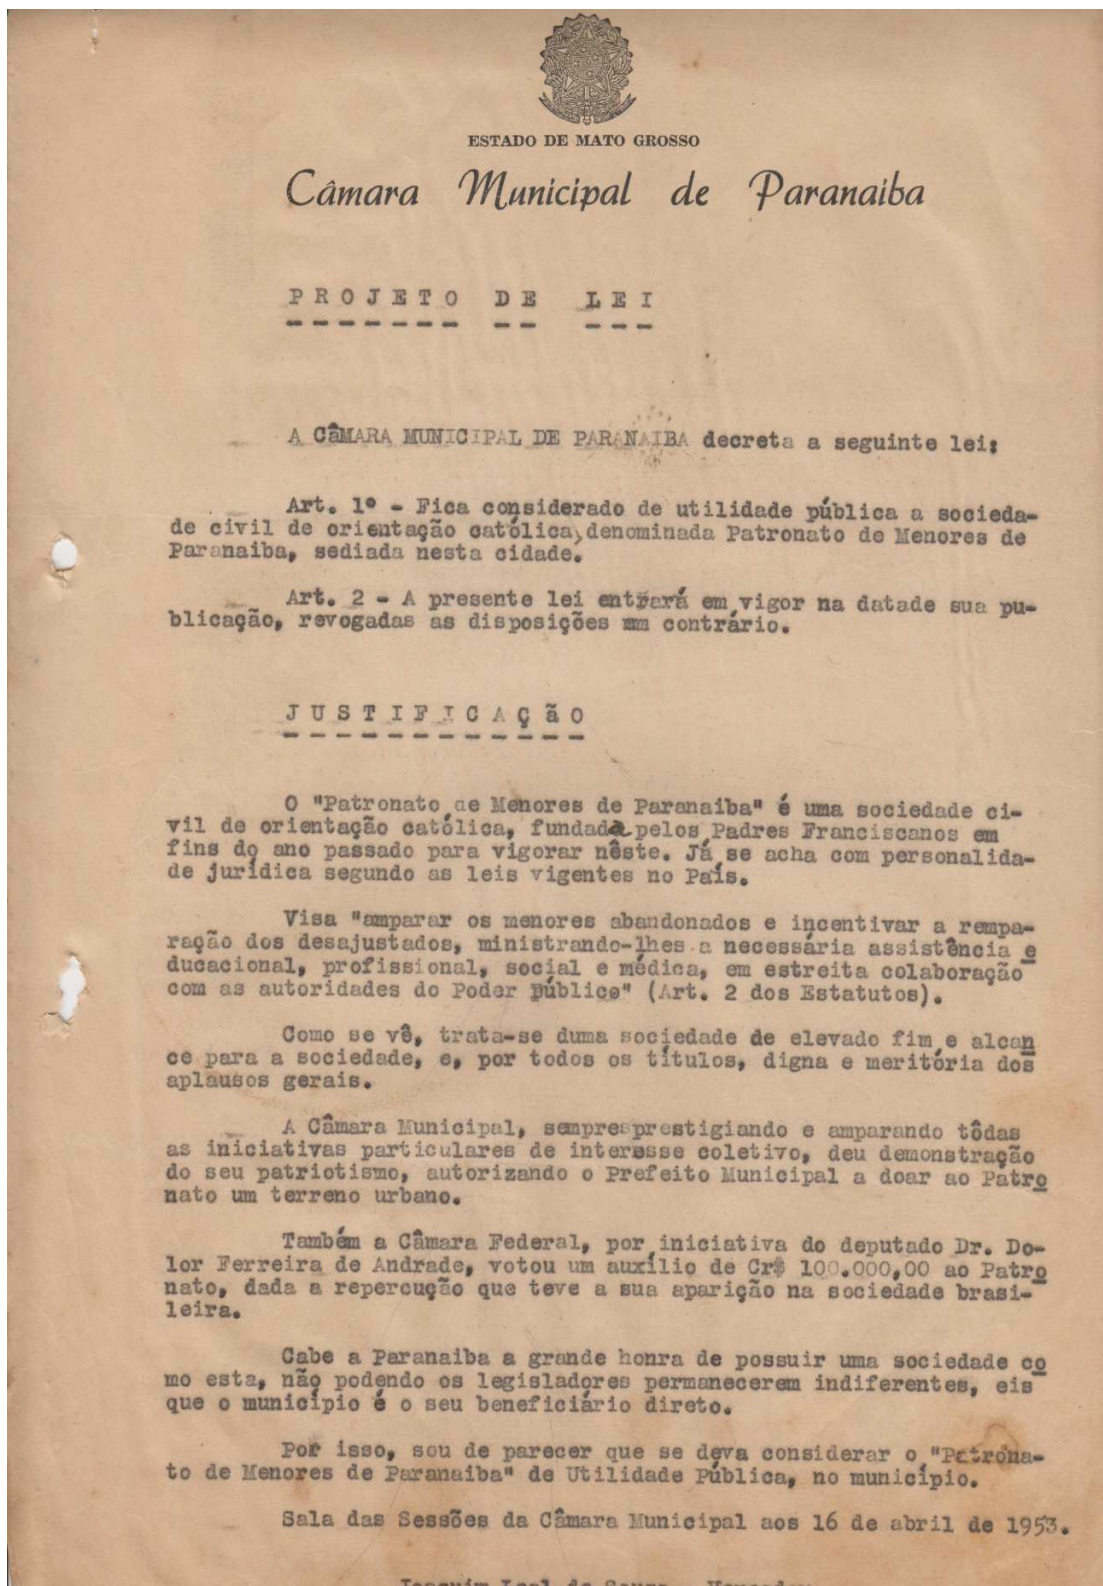 ESTADO DE MATO GROSSO
Câmara Municipal de Paranaiba
PROJETO DE LEI
A CâMARA MUNICIPAL DE PARANAIBA decreta a seguinte lei:
Art. 1º - Fica considerado de utilidade pública a socieda-
de civil de orientação católica, denominada Patronato de Menores de
Paranaiba, sediada nesta cidade.
Art. 2 - A presente lei entrará em vigor na datade sua pu-
blicação, revogadas as disposições em contrário.
JUSTIFICAÇãO
O "Patronato de Menores de Paranaiba" é uma sociedade ci-
vil de orientação católica, fundada pelos Padres Franciscanos em
fins do ano passado para vigorar nêste. Já se acha com personalida-
de jurídica segundo as leis vigentes no País.
Visa "amparar os menores abandonados e incentivar a rempa-
ração dos desajustados, ministrando-lhes a necessária assistência e
ducacional, profissional, social e médica, em estreita colaboração
com as autoridades do Poder Público" (Art. 2 dos Estatutos).
Como se vê, trata-se duma sociedade de elevado fim e alcan
ce para a sociedade, e, por todos os títulos, digna e meritória dos
aplausos gerais.
A Câmara Municipal, sempresprestigiando e amparando tôdas
as iniciativas particulares de interesse coletivo, deu demonstração
do seu patriotismo, autorizando o Prefeito Municipal a doar ao Patro
nato um terreno urbano.
Também a Câmara Federal, por iniciativa do deputado Dr. Do-
lor Ferreira de Andrade, votou um auxílio de Cr$ 100.000,00 ao Patro
nato, dada a repercução que teve a sua aparição na sociedade brasi-
leira.
Cabe a Paranaiba a grande honra de possuir uma sociedade co
mo esta, não podendo os legisladores permanecerem indiferentes, eis
que o município é o seu beneficiário direto.
Por isso, sou de parecer que se deva considerar o "Patrona-
to de Menores de Paranaiba" de Utilidade Pública, no município.
Sala das Sessões da Câmara Municipal aos 16 de abril de 1953.
Joaquim Leal de Souza - Vereador